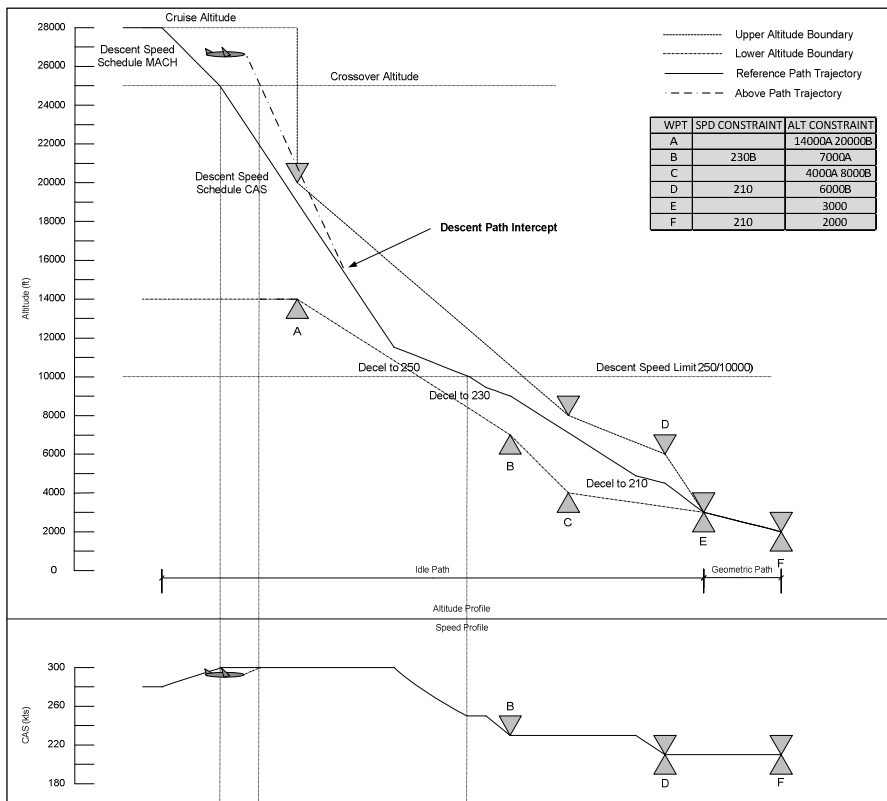 Cruise Altitude
28000
Descent Speed
Schedule MACH
26000
Crossover Altitude
24000
22000
Descent Speed
Schedule CAS
20000
18000
16000
14000
12000
10000
8000
6000
4000
2000
0
Altitude (ft)
Upper Altitude Boundary
Lower Altitude Boundary
Reference Path Trajectory
Above Path Trajectory
WPT SPD CONSTRAINT ALT CONSTRAINT
A 14000A 20000B
B 230B 7000A
C 4000A 8000B
D 210 6000B
E 3000
F 210 2000
Descent Path Intercept
A
Decel to 250
Descent Speed Limit 250/10000)
Decel to 230
D
B
Decel to 210
C
E
F
Idle Path
Geometric Path
Altitude Profile
Speed Profile
300
260
220
180
CAS (kts)
B
D
F